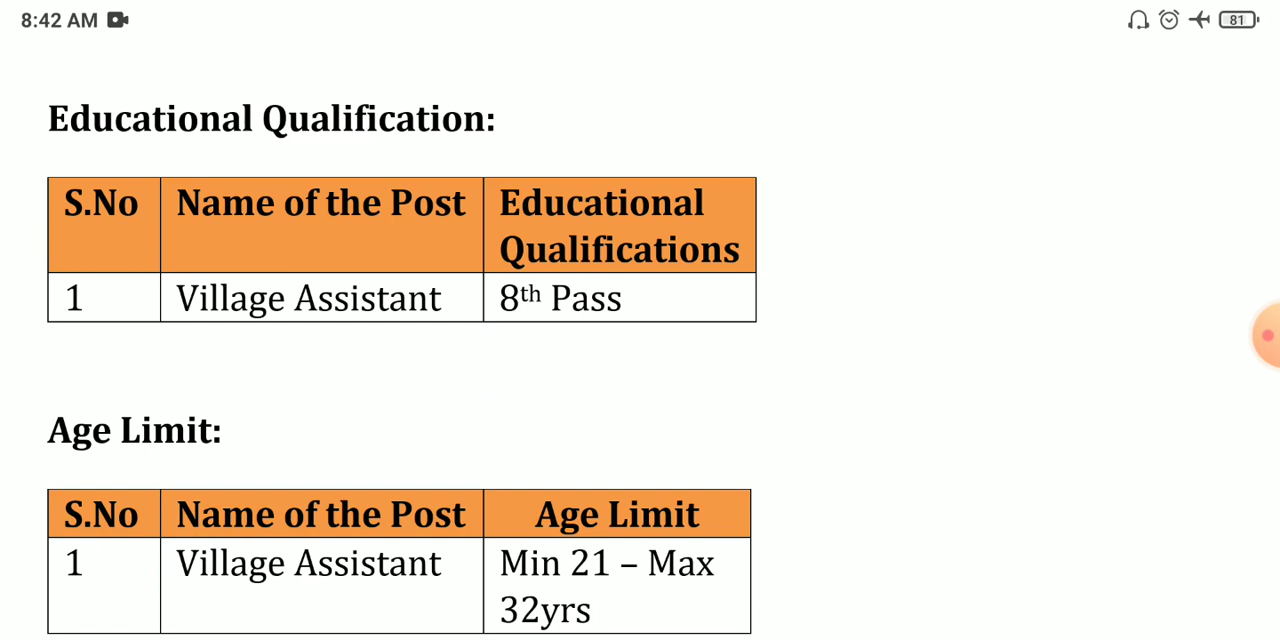 8:42 AM
81
Educational Qualification:
S.No Name of the Post Educational
Qualifications
1 Village Assistant 8th Pass
Age Limit:
S.No Name of the Post Age Limit
1 Village Assistant Min 21 – Max
32yrs